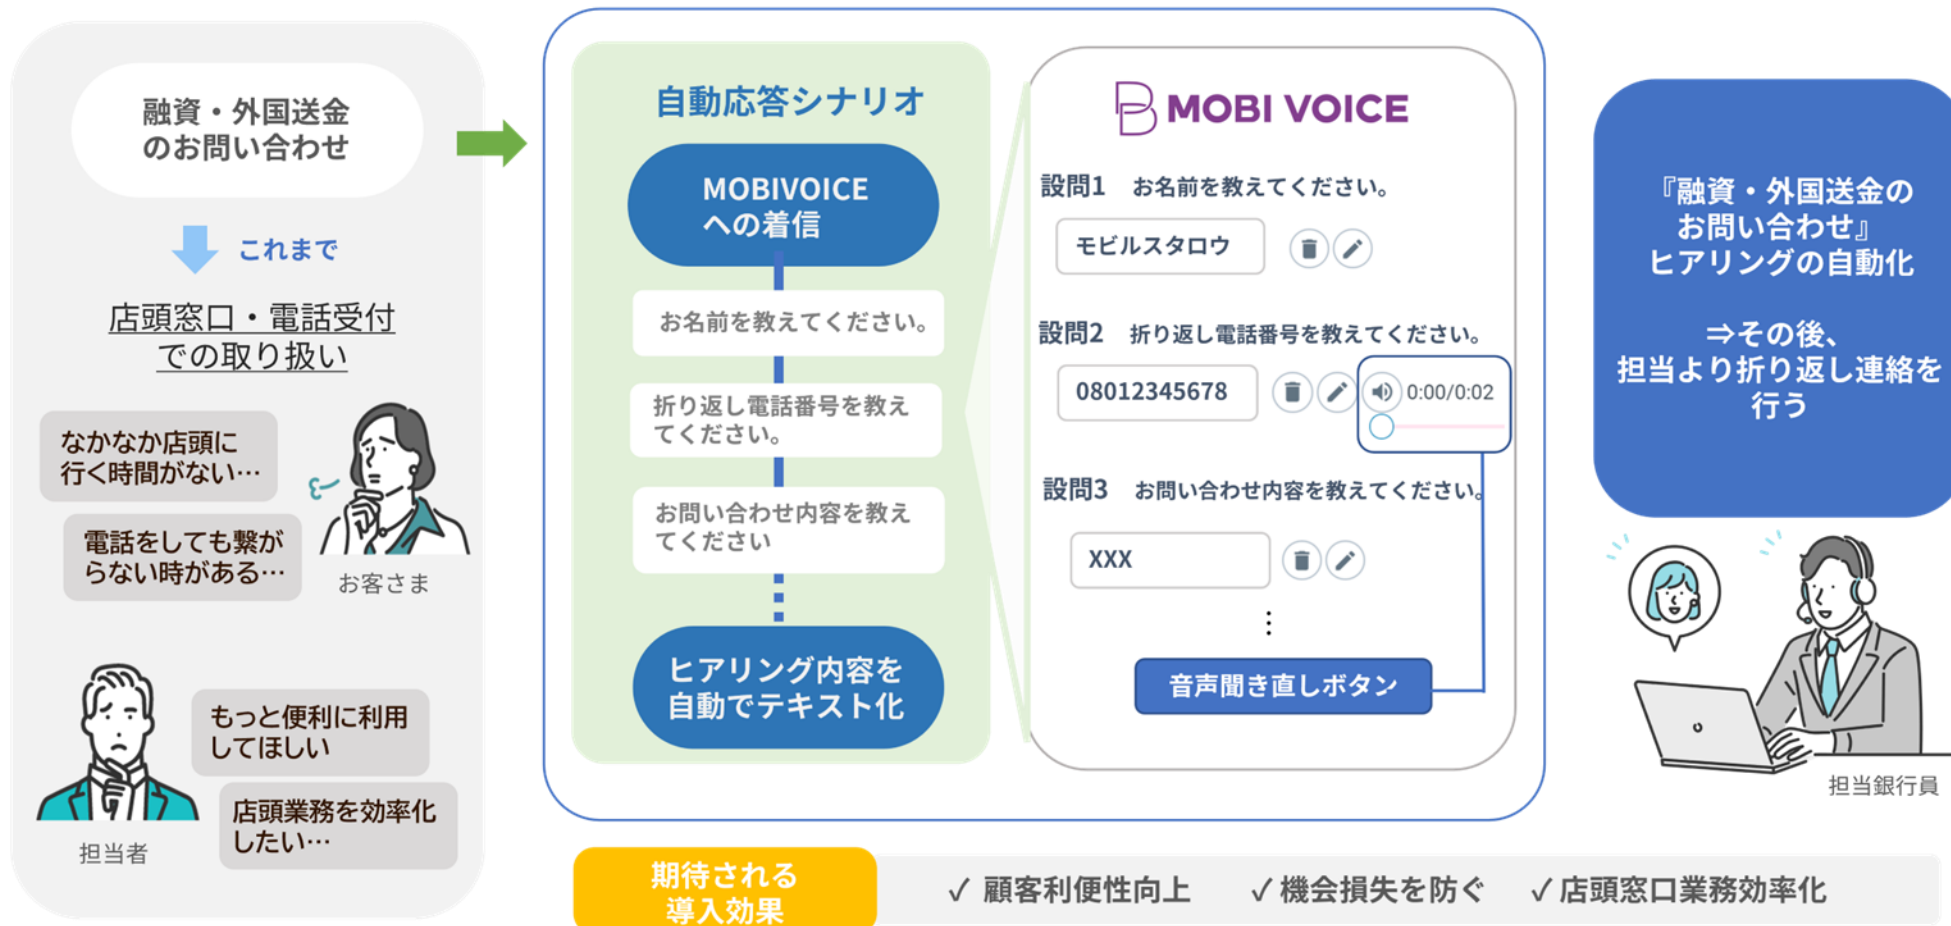 融資・外国送金
のお問い合わせ
これまで
店頭窓口・電話受付
での取り扱い
なかなか店頭に
行く時間がない…
電話をしても繋が
らない時がある…
お客さま
もっと便利に利用
してほしい
店頭業務を効率化
したい…
担当者
自動応答シナリオ
MOBIVOICE
への着信
お名前を教えてください。
折り返し電話番号を教え
てください。
お問い合わせ内容を教え
てください
ヒアリング内容を
自動でテキスト化
MOBI VOICE
設問1 お名前を教えてください。
モビルスタロウ
設問2 折り返し電話番号を教えてください。
08012345678 0:00/0:02
設問3 お問い合わせ内容を教えてください。
XXX
⋮
音声聞き直しボタン
『融資・外国送金の
お問い合わせ』
ヒアリングの自動化
⇒その後、
担当より折り返し連絡を
行う
担当銀行員
期待される
導入効果
✓ 顧客利便性向上 ✓機会損失を防ぐ ✓店頭窓口業務効率化